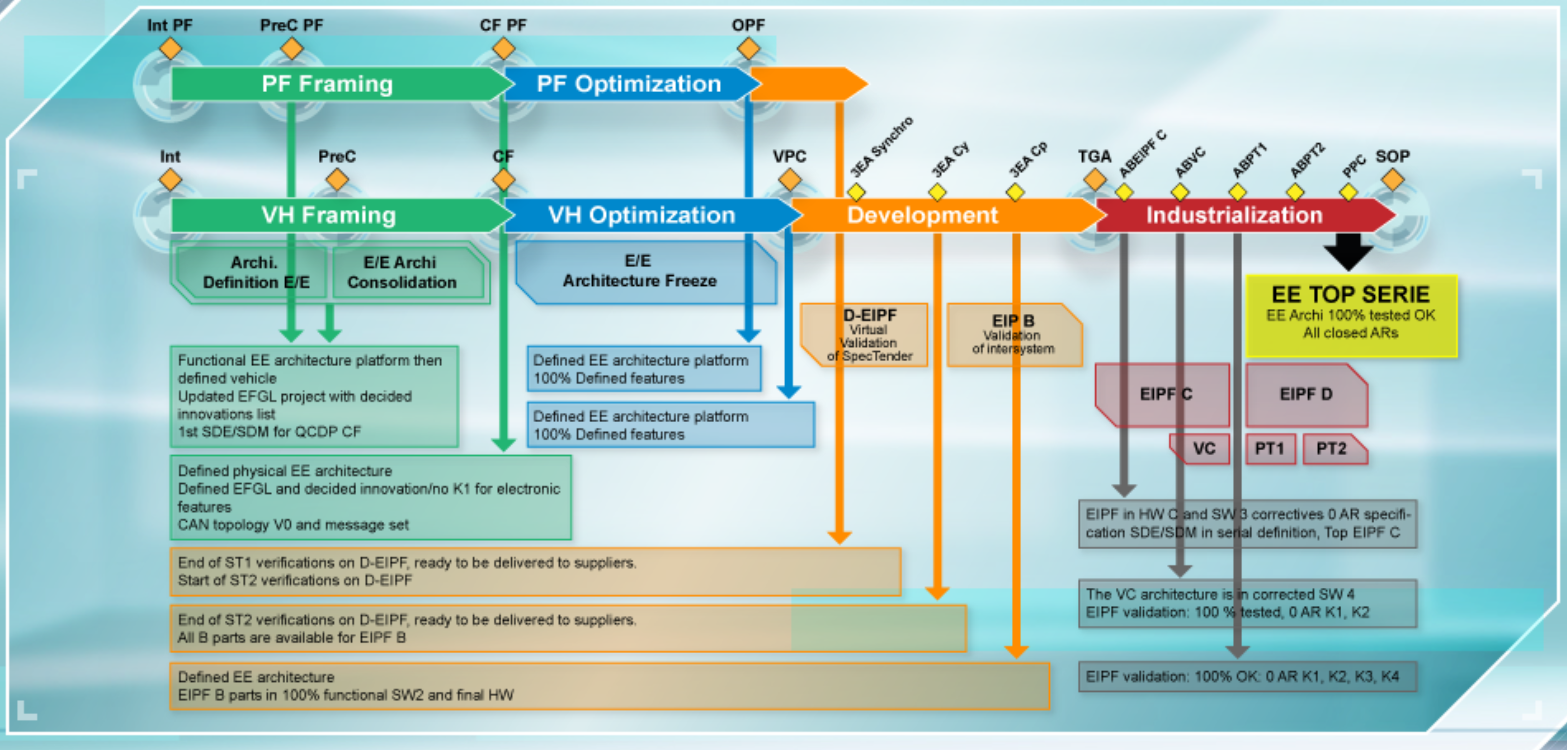 Int PF
PreC PF
CF PF
OPF
PF Framing
PF Optimization
Int
PreC
CF
VPC
3EA Synchro
3EA Cy
3EA Cp
TGA
ABEIPF C
ABVC
ABPT1
ABPT2
PPC
SOP
VH Framing
VH Optimization
Development
Industrialization
Archi.
Definition E/E
E/E Archi
Consolidation
E/E
Architecture Freeze
EE TOP SERIE
EE Archi 100% tested OK
All closed ARs
D-EIPF
Virtual
Validation
of SpecTender
EIP B
Validation
of intersystem
Functional EE architecture platform then
defined vehicle
Updated EFGL project with decided
innovations list
1st SDE/SDM for QCDP CF
Defined EE architecture platform
100% Defined features
Defined EE architecture platform
100% Defined features
EIPF C
EIPF D
VC
PT1
PT2
Defined physical EE architecture
Defined EFGL and decided innovation/no K1 for electronic
features
CAN topology V0 and message set
EIPF in HW C and SW 3 correctives 0 AR specifi-
cation SDE/SDM in serial definition, Top EIPF C
End of ST1 verifications on D-EIPF, ready to be delivered to suppliers.
Start of ST2 verifications on D-EIPF
The VC architecture is in corrected SW 4
EIPF validation: 100 % tested, 0 AR K1, K2
End of ST2 verifications on D-EIPF, ready to be delivered to suppliers.
All B parts are available for EIPF B
Defined EE architecture
EIPF B parts in 100% functional SW2 and final HW
EIPF validation: 100% OK: 0 AR K1, K2, K3, K4